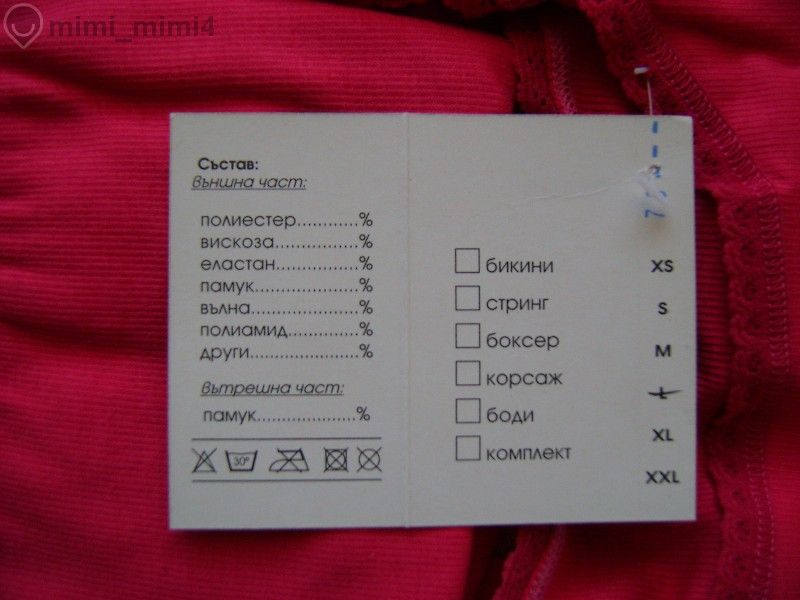 mimi_mimi4
Състав:
външна част:
полиестер............%
вискоза................%
еластан................%
памук....................%
вълна....................%
полиамид.............%
други.....................%
вътрешна част:
памук....................%
30°
бикини
стринг
боксер
корсаж
боди
комплект
XS
S
M
L
XL
XXL